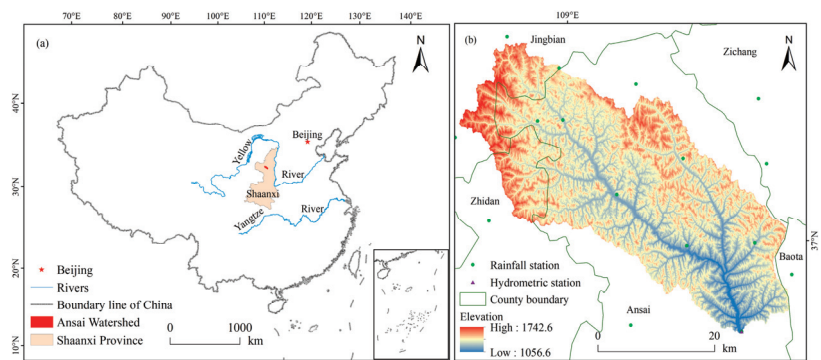 70°E 80°E 90°E 100°E 110°E 120°E 130°E 140°E
(a)
N
40°N
30°N
20°N
10°N
Beijing
Yellow
River
Shaanxi
River
Yangtze
Beijing
Rivers
Boundary line of China
Ansai Watershed
Shaanxi Province
0 1000
km
109°E
(b)
Jingbian
N
Zichang
Zhidan
37°N
Baota
Ansai
Rainfall station
Hydrometric station
County boundary
Elevation
High : 1742.6
Low : 1056.6
0 20
km